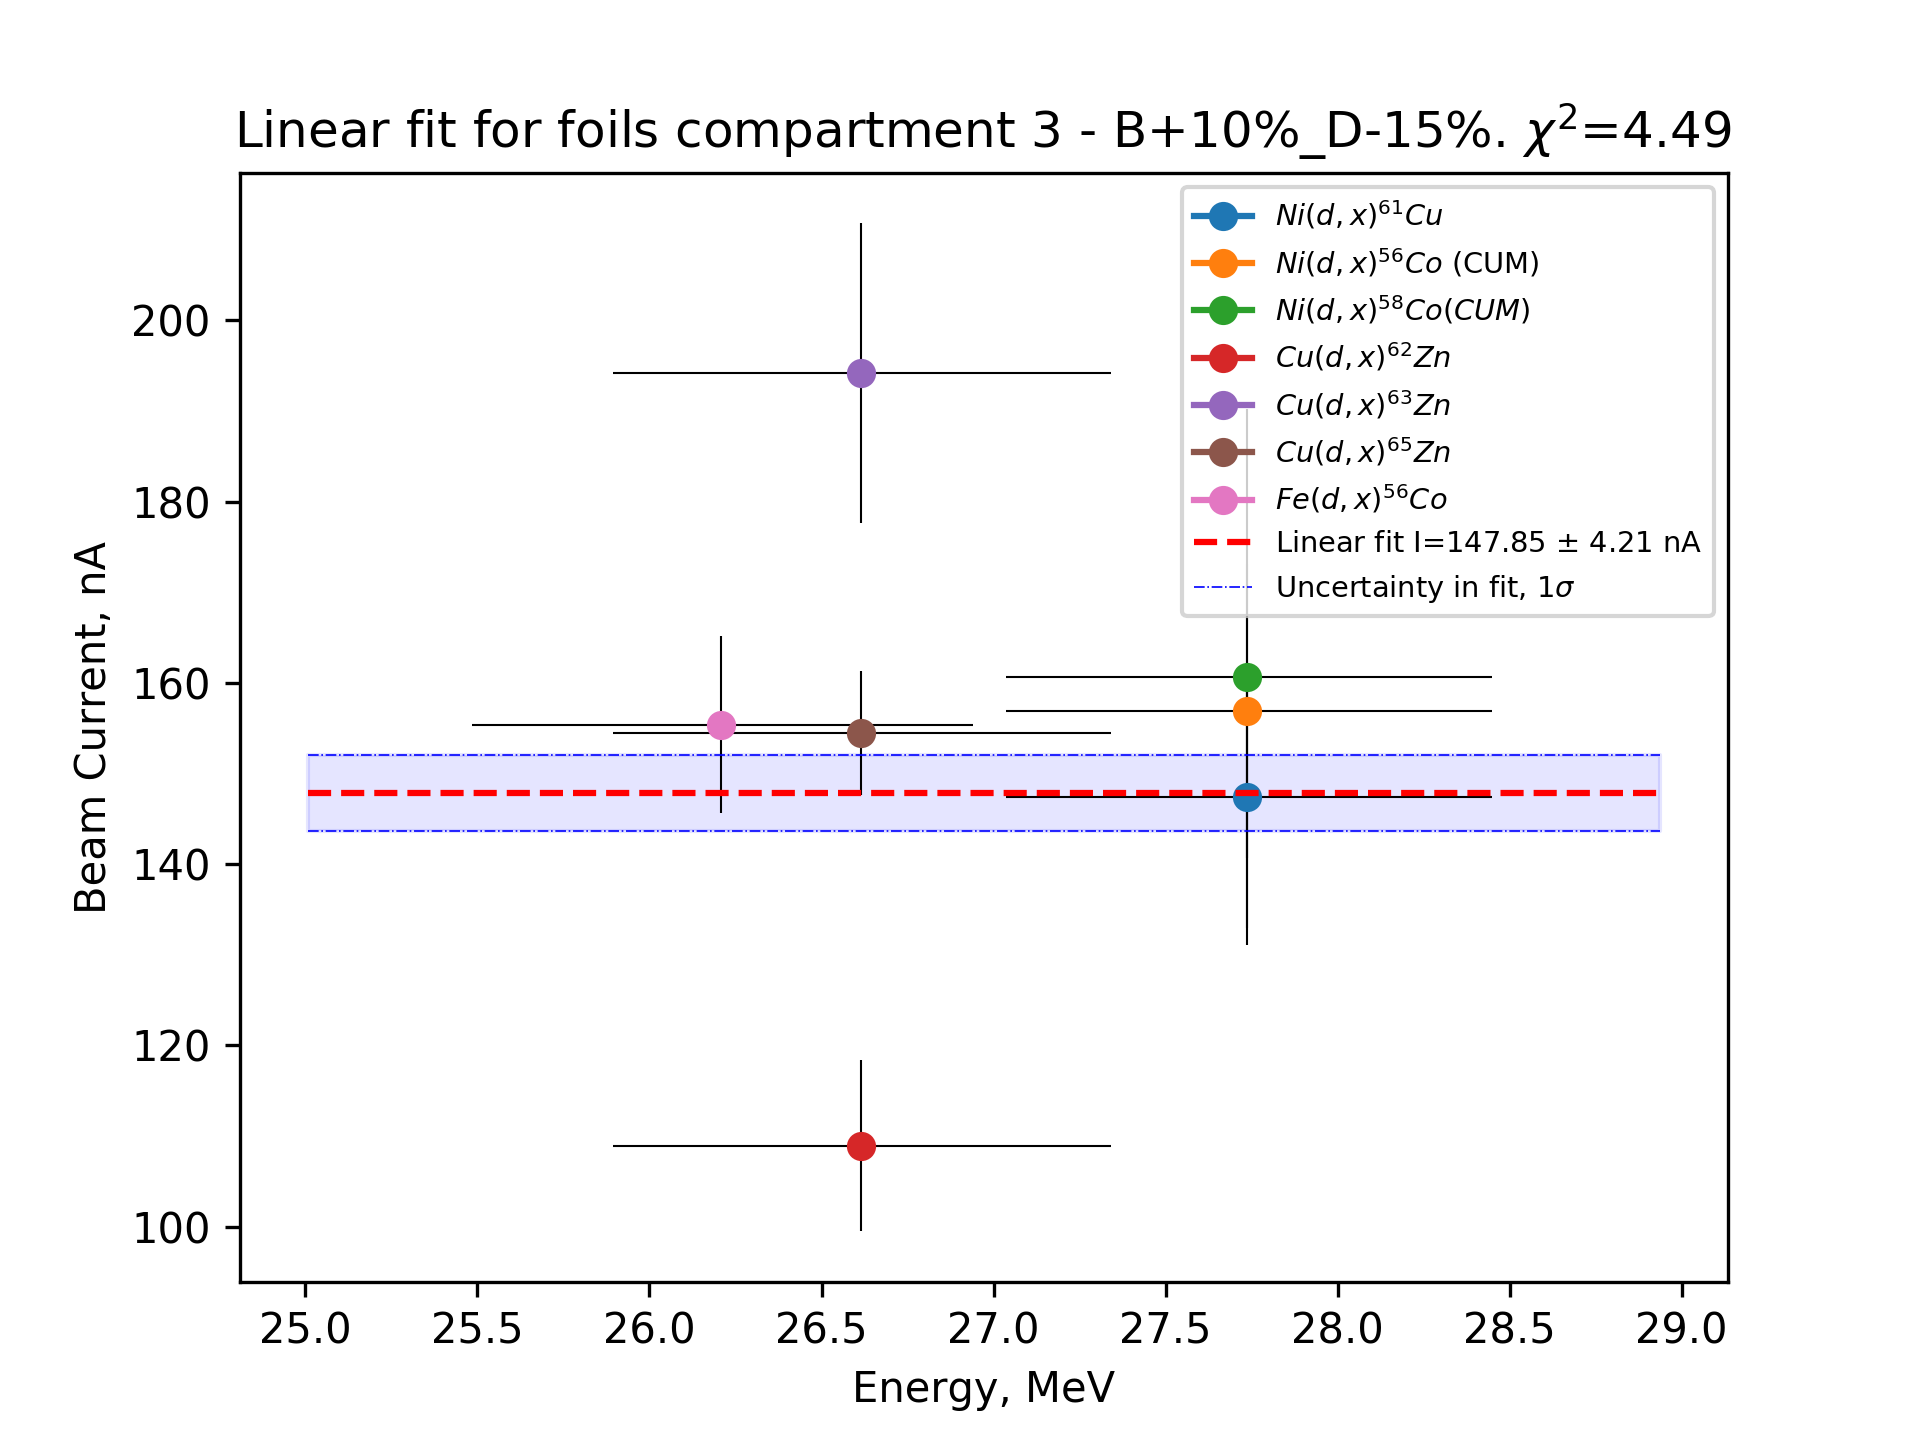 Linear fit for foils compartment 3 - B+10%_D-15%. χ²=4.49
Ni(d, x)⁶¹Cu
Ni(d, x)⁵⁶Co (CUM)
Ni(d, x)⁵⁸Co(CUM)
Cu(d, x)⁶²Zn
Cu(d, x)⁶³Zn
Cu(d, x)⁶⁵Zn
Fe(d, x)⁵⁶Co
Linear fit I=147.85 ± 4.21 nA
Uncertainty in fit, 1σ
Beam Current, nA
200
180
160
140
120
100
25.0 25.5 26.0 26.5 27.0 27.5 28.0 28.5 29.0
Energy, MeV